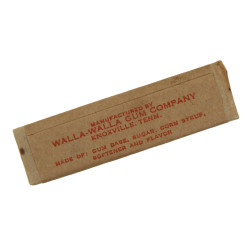 MANUFACTURED BY
WALLA-WALLA GUM COMPANY
KNOXVILLE, TENN.
MADE OF: GUM BASE, SUGAR, CORN SYRUP,
SOFTENER AND FLAVOR